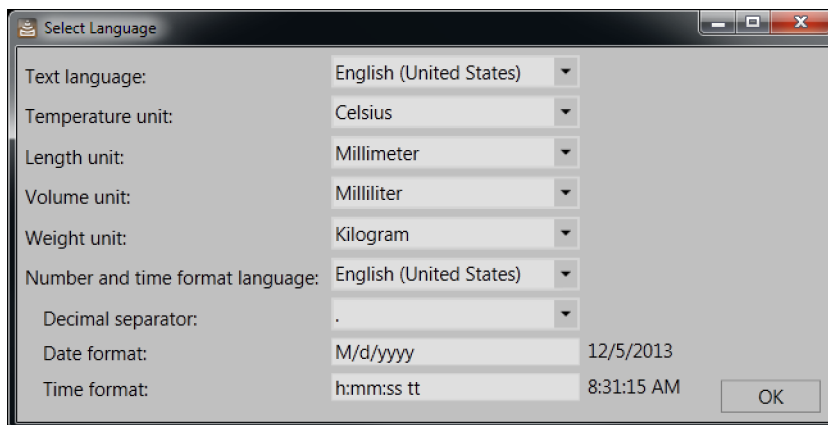 Select Language
Text language: English (United States)
Temperature unit: Celsius
Length unit: Millimeter
Volume unit: Milliliter
Weight unit: Kilogram
Number and time format language: English (United States)
Decimal separator: .
Date format: M/d/yyyy 12/5/2013
Time format: h:mm:ss tt 8:31:15 AM
OK